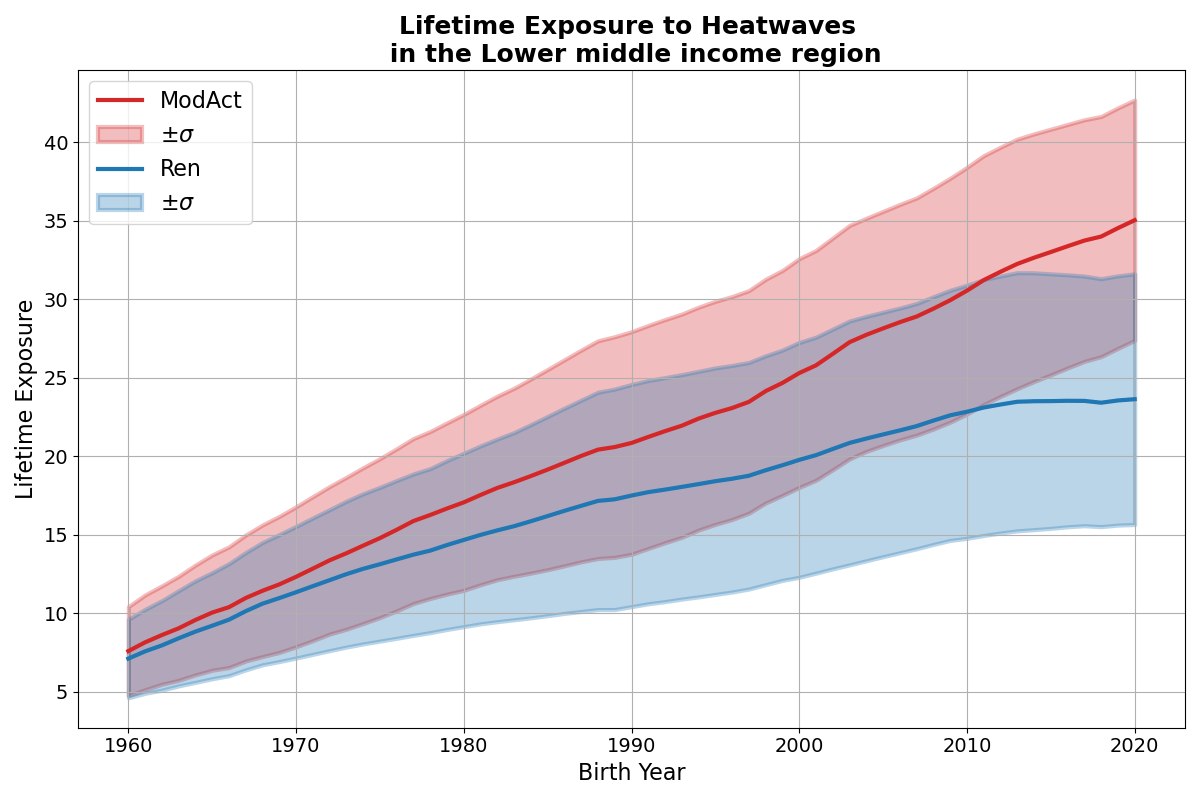 Lifetime Exposure to Heatwaves
in the Lower middle income region
ModAct
±σ
Ren
±σ
Lifetime Exposure
40
35
30
25
20
15
10
5
1960 1970 1980 1990 2000 2010 2020
Birth Year